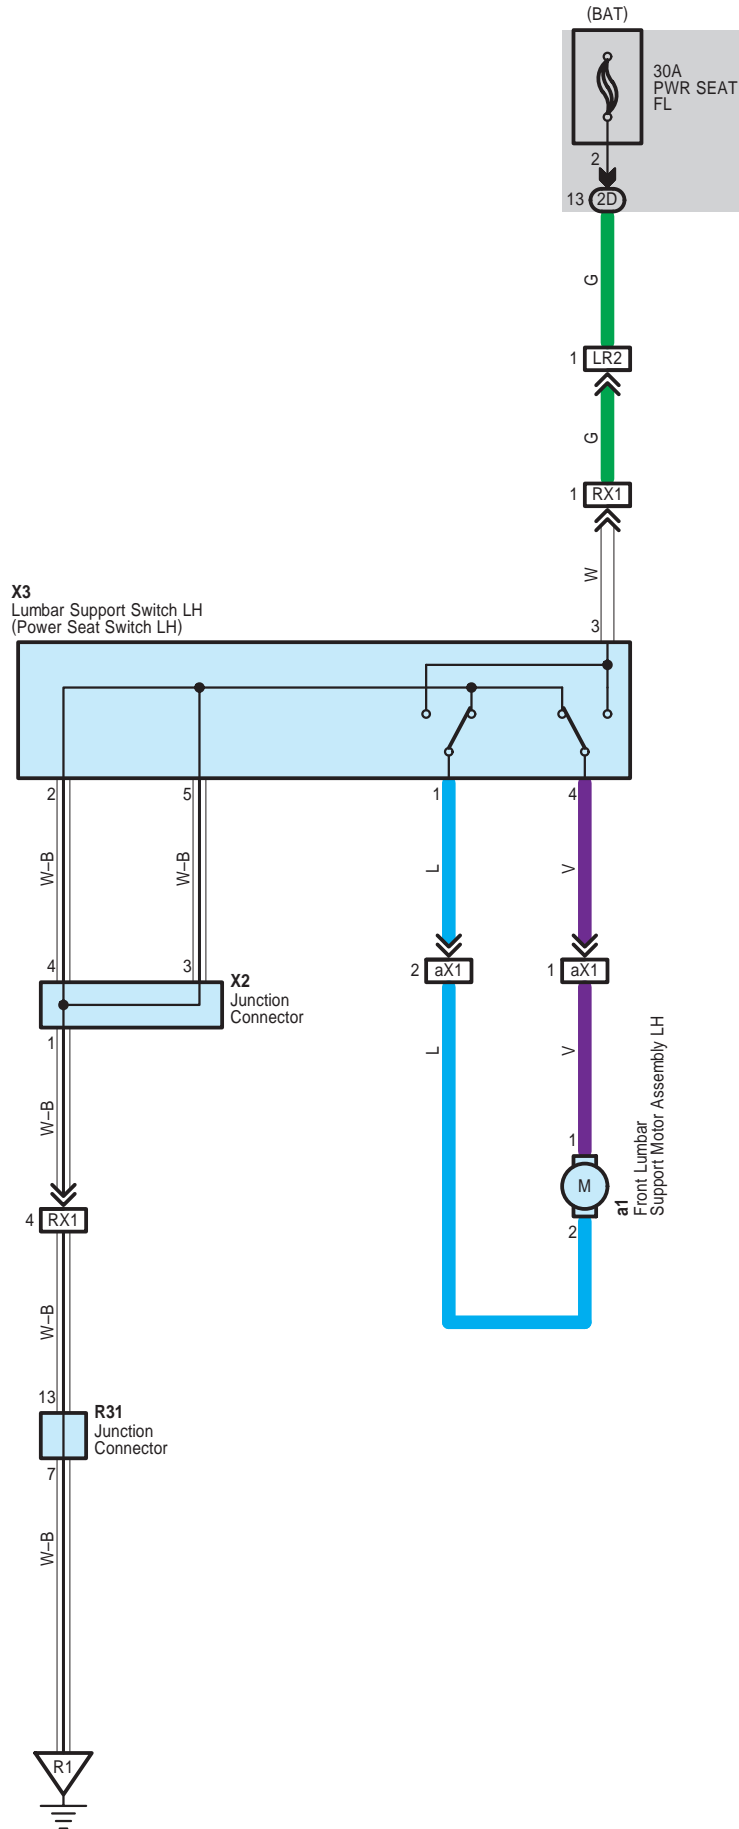 (BAT)
30A
PWR SEAT
FL
2
13 2D
G
1 LR2
G
1 RX1
W
3
X3
Lumbar Support Switch LH
(Power Seat Switch LH)
2 5 1 4
W–B W–B L V
4 3
X2
Junction
Connector
2 aX1 1 aX1
1
W–B
L V
a1
Front Lumbar
Support Motor Assembly LH
1
M
2
4 RX1
W–B
13
R31
Junction
Connector
7
W–B
R1